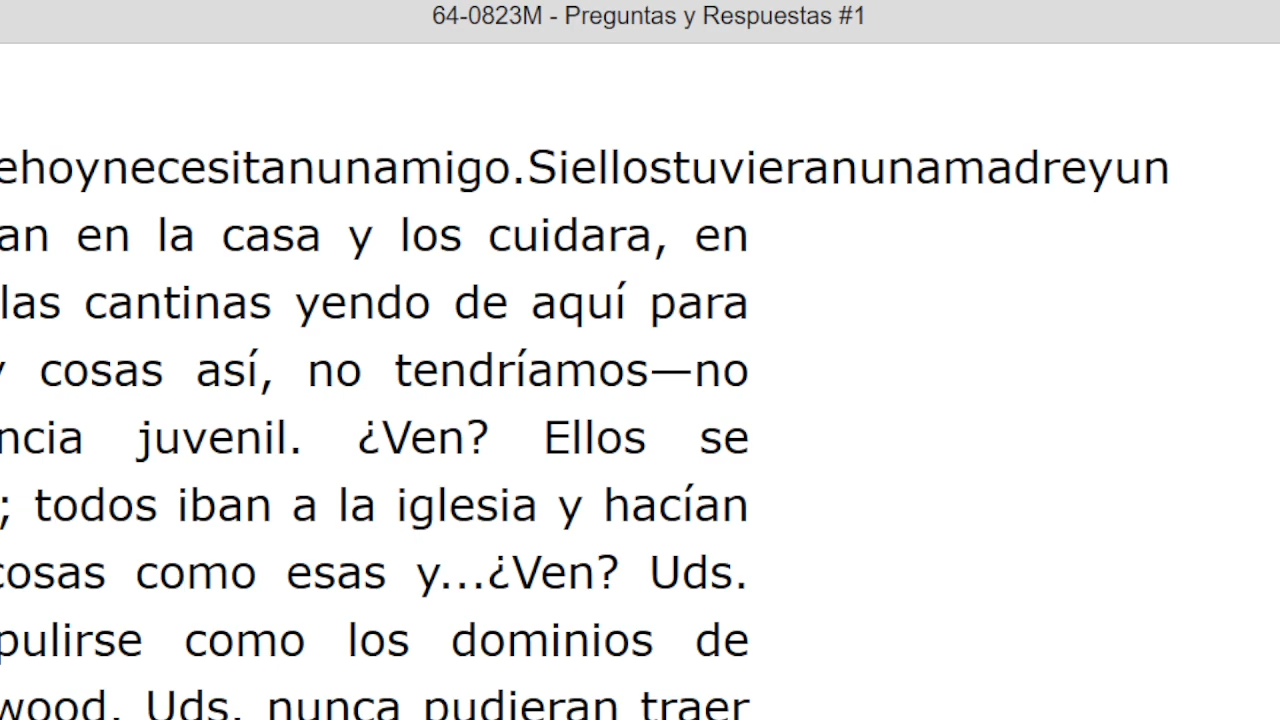 64-0823M - Preguntas y Respuestas #1
ehoynecesitanunamigo.Siellostuvieranunamadreyun
an en la casa y los cuidara, en
las cantinas yendo de aquí para
cosas así, no tendríamos—no
ncia juvenil. ¿Ven? Ellos se
; todos iban a la iglesia y hacían
cosas como esas y...¿Ven? Uds.
pulirse como los dominios de
wood. Uds. nunca pudieran traer